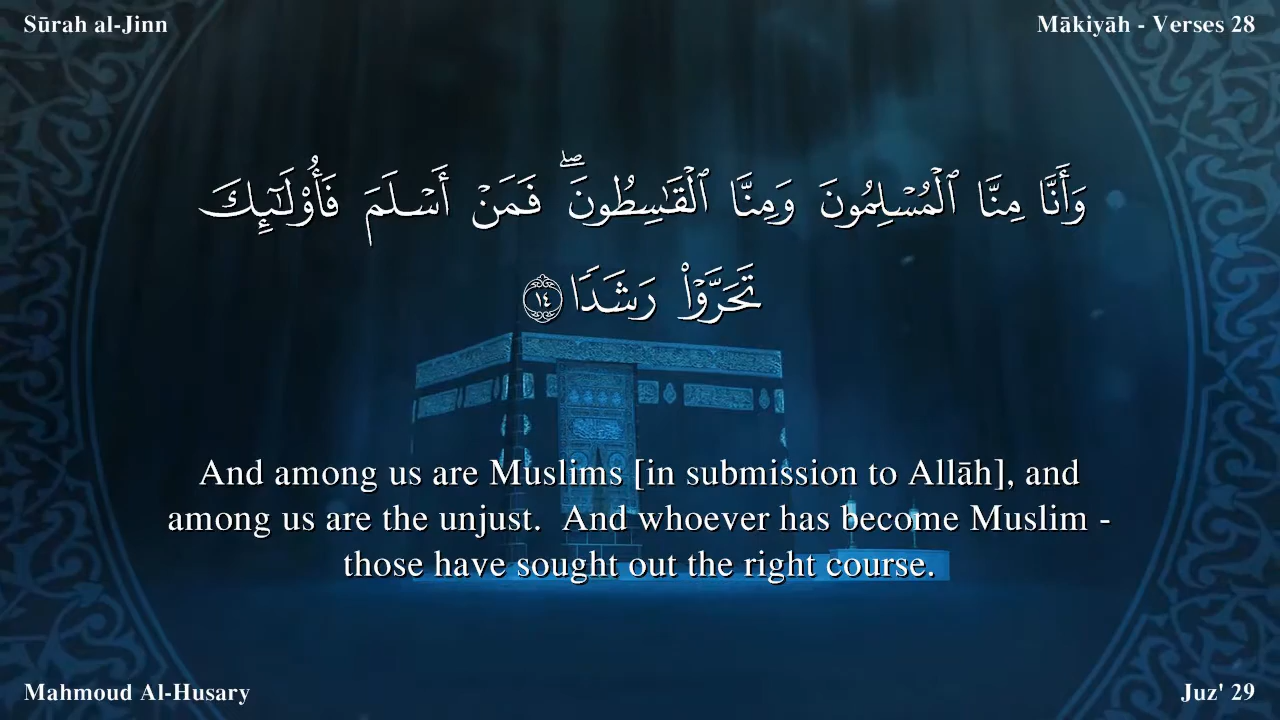 Sūrah al-Jinn
Mākiyāh - Verses 28
وَأَنَّا مِنَّا ٱلْمُسْلِمُونَ وَمِنَّا ٱلْقَـٰسِطُونَ ۖ فَمَنْ أَسْلَمَ فَأُو۟لَـٰٓئِكَ
تَحَرَّوْا۟ رَشَدًا ١٤
And among us are Muslims [in submission to Allāh], and
among us are the unjust.  And whoever has become Muslim -
those have sought out the right course.
Mahmoud Al-Husary
Juz' 29